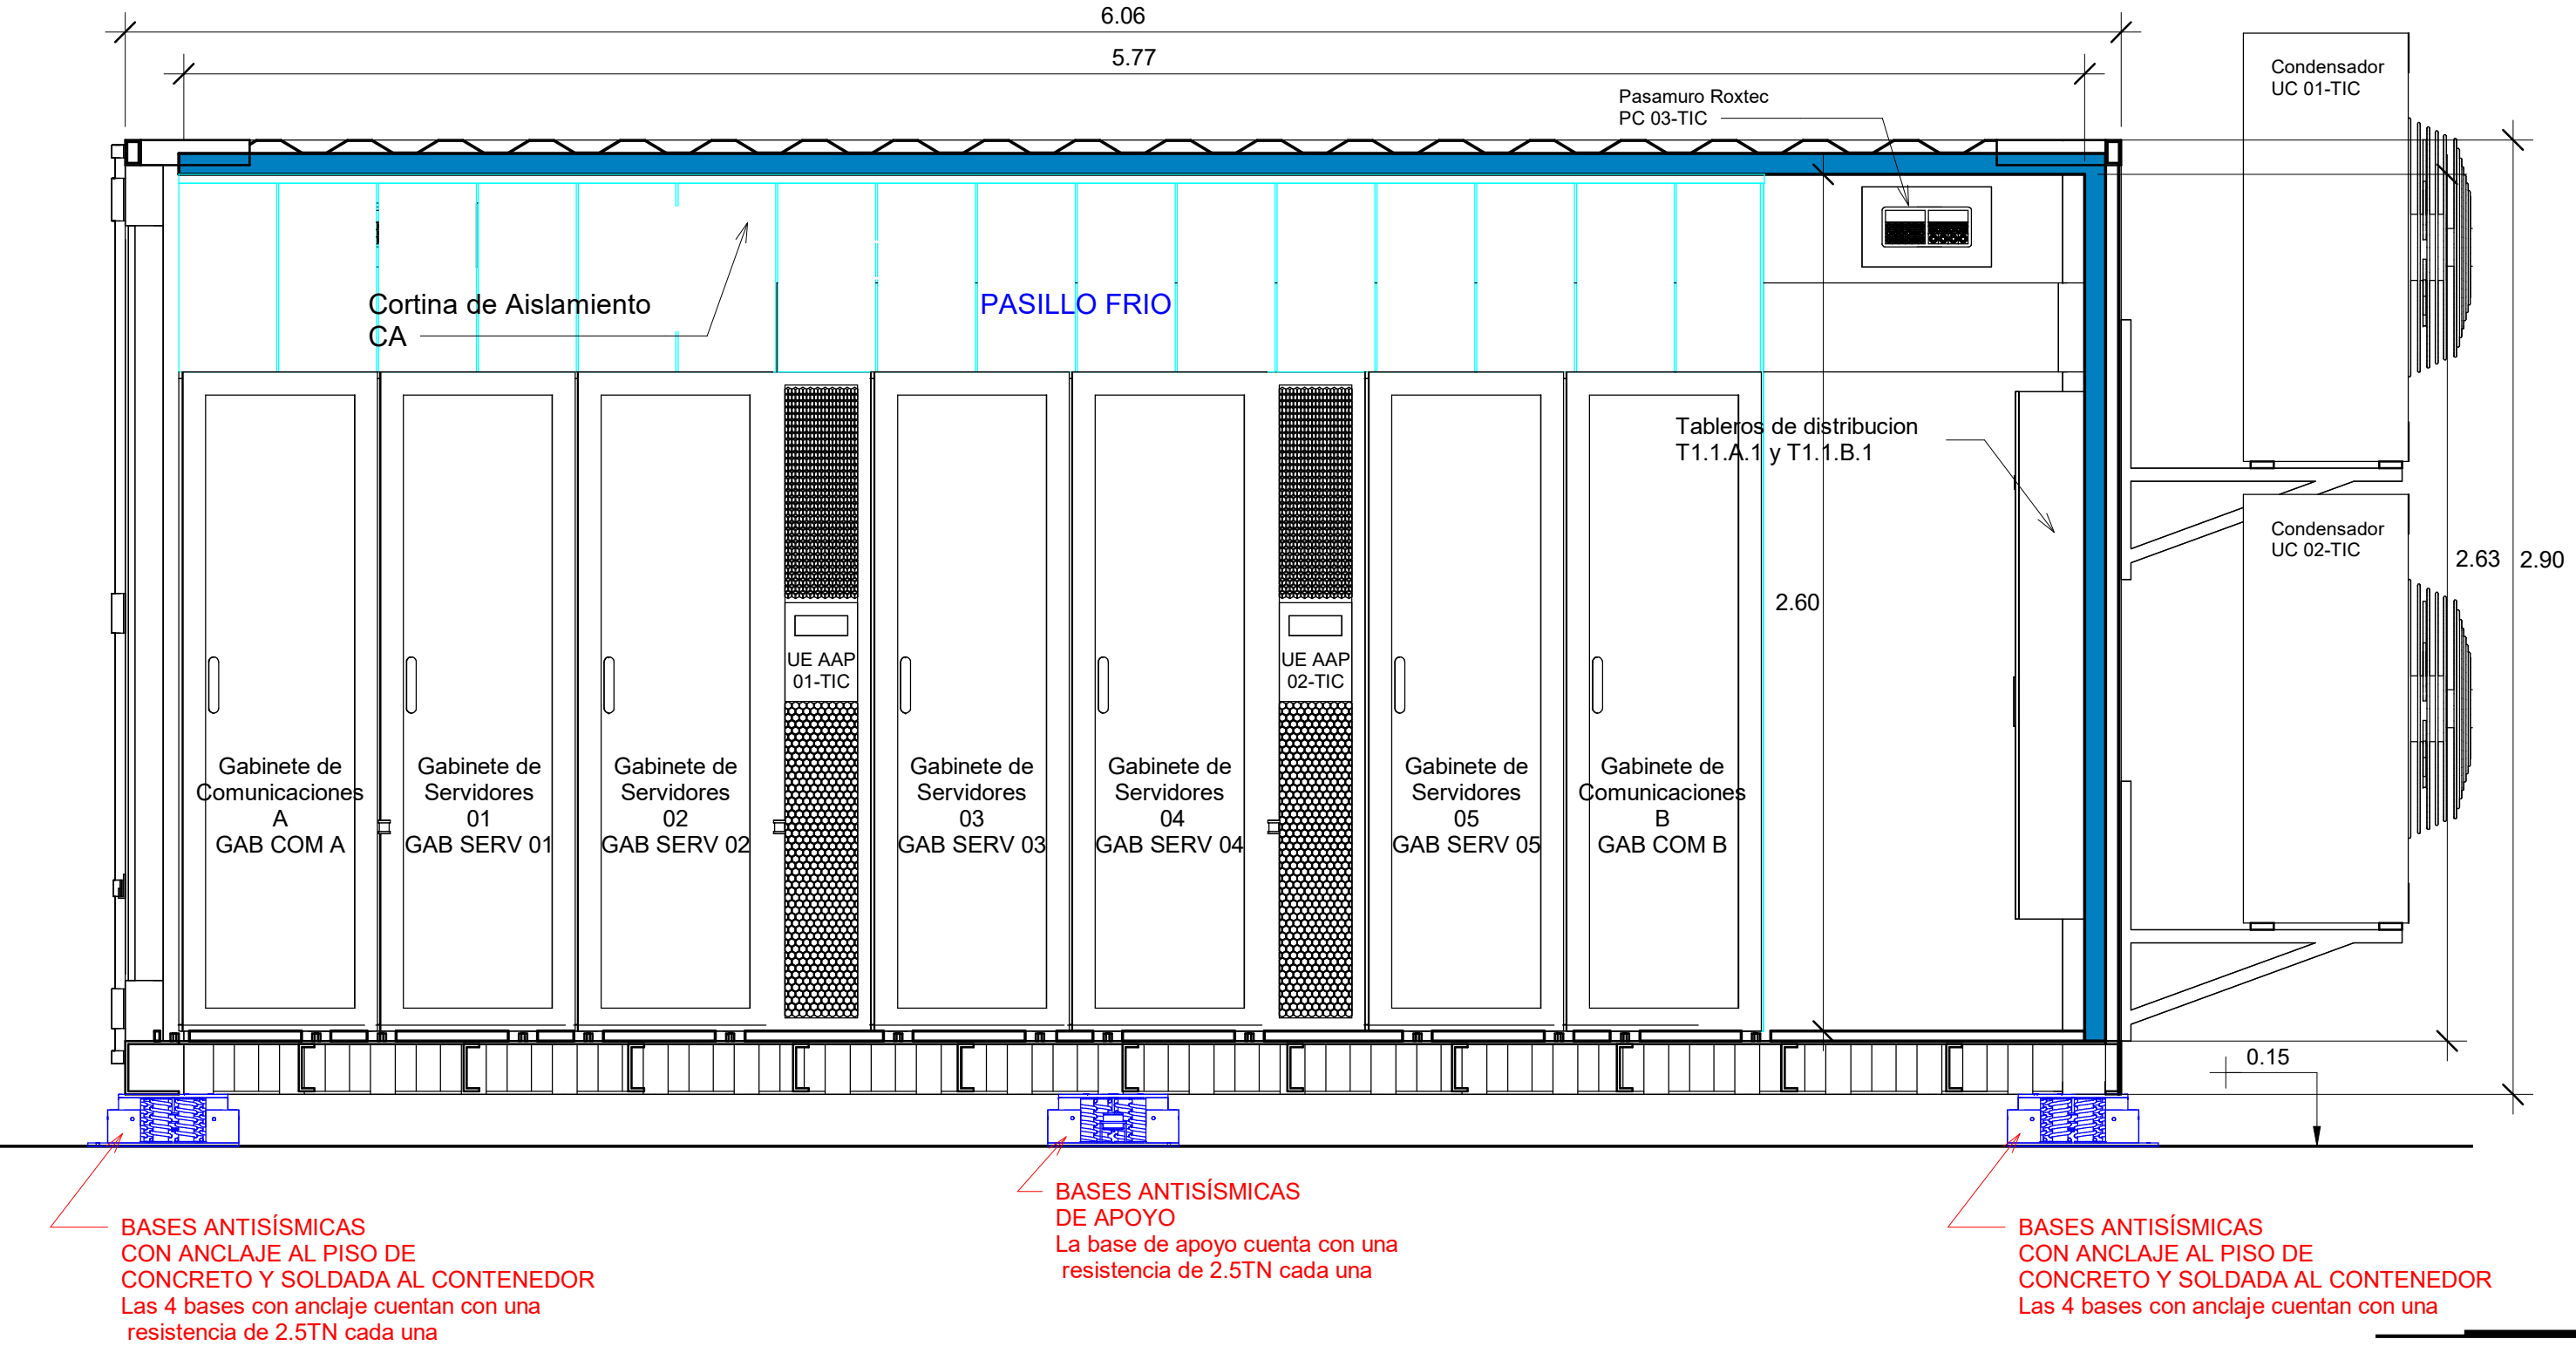 6.06
5.77
Condensador
UC 01-TIC
Pasamuro Roxtec
PC 03-TIC
Cortina de Aislamiento
CA
PASILLO FRIO
Tableros de distribucion
T1.1.A.1 y T1.1.B.1
Condensador
UC 02-TIC
2.63
2.90
2.60
UE AAP
01-TIC
UE AAP
02-TIC
Gabinete de
Comunicaciones
A
GAB COM A
Gabinete de
Servidores
01
GAB SERV 01
Gabinete de
Servidores
02
GAB SERV 02
Gabinete de
Servidores
03
GAB SERV 03
Gabinete de
Servidores
04
GAB SERV 04
Gabinete de
Servidores
05
GAB SERV 05
Gabinete de
Comunicaciones
B
GAB COM B
0.15
BASES ANTISÍSMICAS
CON ANCLAJE AL PISO DE
CONCRETO Y SOLDADA AL CONTENEDOR
Las 4 bases con anclaje cuentan con una
resistencia de 2.5TN cada una
BASES ANTISÍSMICAS
DE APOYO
La base de apoyo cuenta con una
resistencia de 2.5TN cada una
BASES ANTISÍSMICAS
CON ANCLAJE AL PISO DE
CONCRETO Y SOLDADA AL CONTENEDOR
Las 4 bases con anclaje cuentan con una